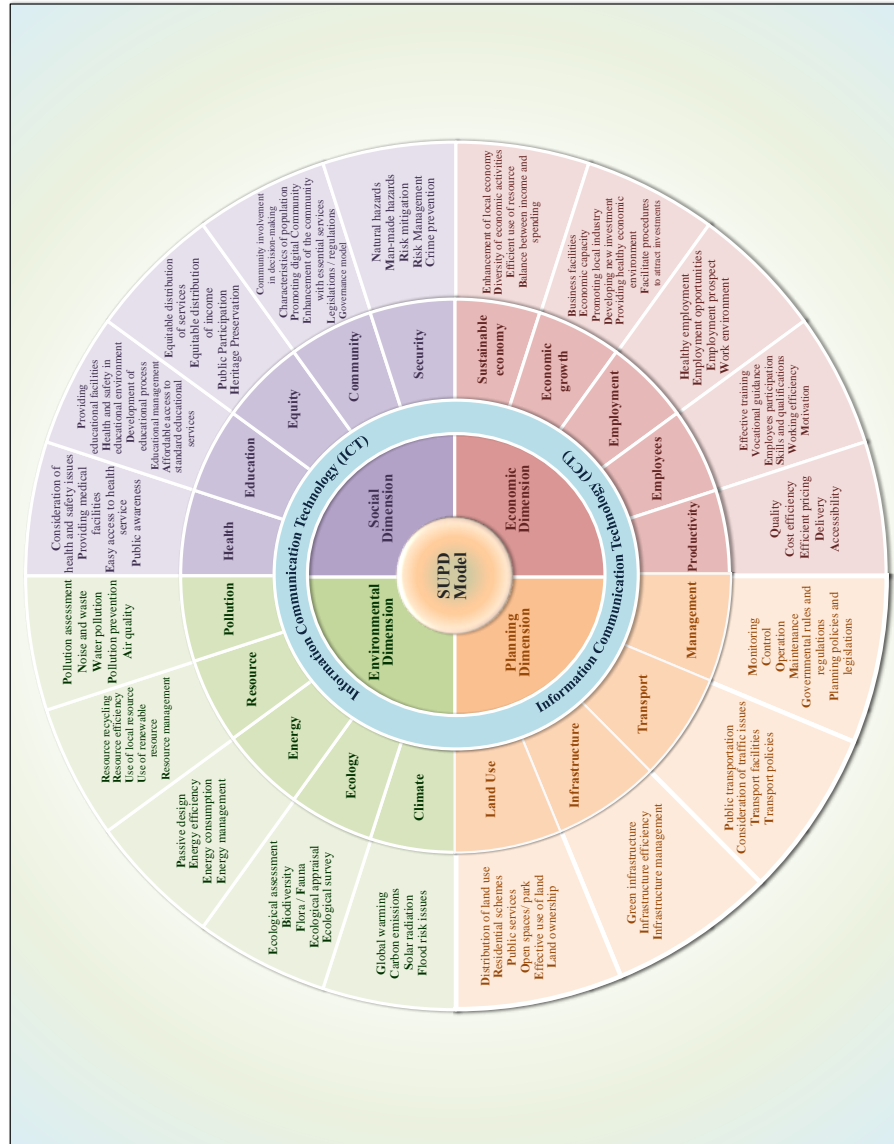 SUPD
Model
Social
Dimension
Economic
Dimension
Planning
Dimension
Environmental
Dimension
Information Communication Technology (ICT)
Information Communication Technology (ICT)
Health
Consideration of
health and safety issues
Providing medical
facilities
Easy access to health
service
Public awareness
Education
Providing
educational facilities
Health and safety in
educational environment
Development of
educational process
Educational management
Affordable access to
standard educational
services
Equity
Equitable distribution
of services
Equitable distribution
of income
Public Participation
Heritage Preservation
Community
Community involvement
in decision-making
Characteristics of population
Promoting digital Community
Enhancement of the community
with essential services
Legislations / regulations
Governance model
Security
Natural hazards
Man-made hazards
Risk mitigation
Risk Management
Crime prevention
Sustainable
economy
Enhancement of local economy
Diversity of economic activities
Efficient use of resource
Balance between income and
spending
Economic
growth
Business facilities
Economic capacity
Promoting local industry
Developing new investment
Providing healthy economic
environment
Facilitate procedures
to attract investments
Employment
Healthy employment
Employment opportunities
Employment prospect
Work environment
Employees
Effective training
Vocational guidance
Employees participation
Skills and qualifications
Working efficiency
Motivation
Productivity
Quality
Cost efficiency
Efficient pricing
Delivery
Accessibility
Management
Monitoring
Control
Operation
Maintenance
Governmental rules and
regulations
Planning policies and
legislations
Transport
Public transportation
Consideration of traffic issues
Transport facilities
Transport policies
Infrastructure
Green infrastructure
Infrastructure efficiency
Infrastructure management
Land Use
Distribution of land use
Residential schemes
Public services
Open spaces/ park
Effective use of land
Land ownership
Climate
Global warming
Carbon emissions
Solar radiation
Flood risk issues
Ecology
Ecological assessment
Biodiversity
Flora / Fauna
Ecological appraisal
Ecological survey
Energy
Passive design
Energy efficiency
Energy consumption
Energy management
Resource
Resource recycling
Resource efficiency
Use of local resource
Use of renewable
resource
Resource management
Pollution
Pollution assessment
Noise and waste
Water pollution
Pollution prevention
Air quality